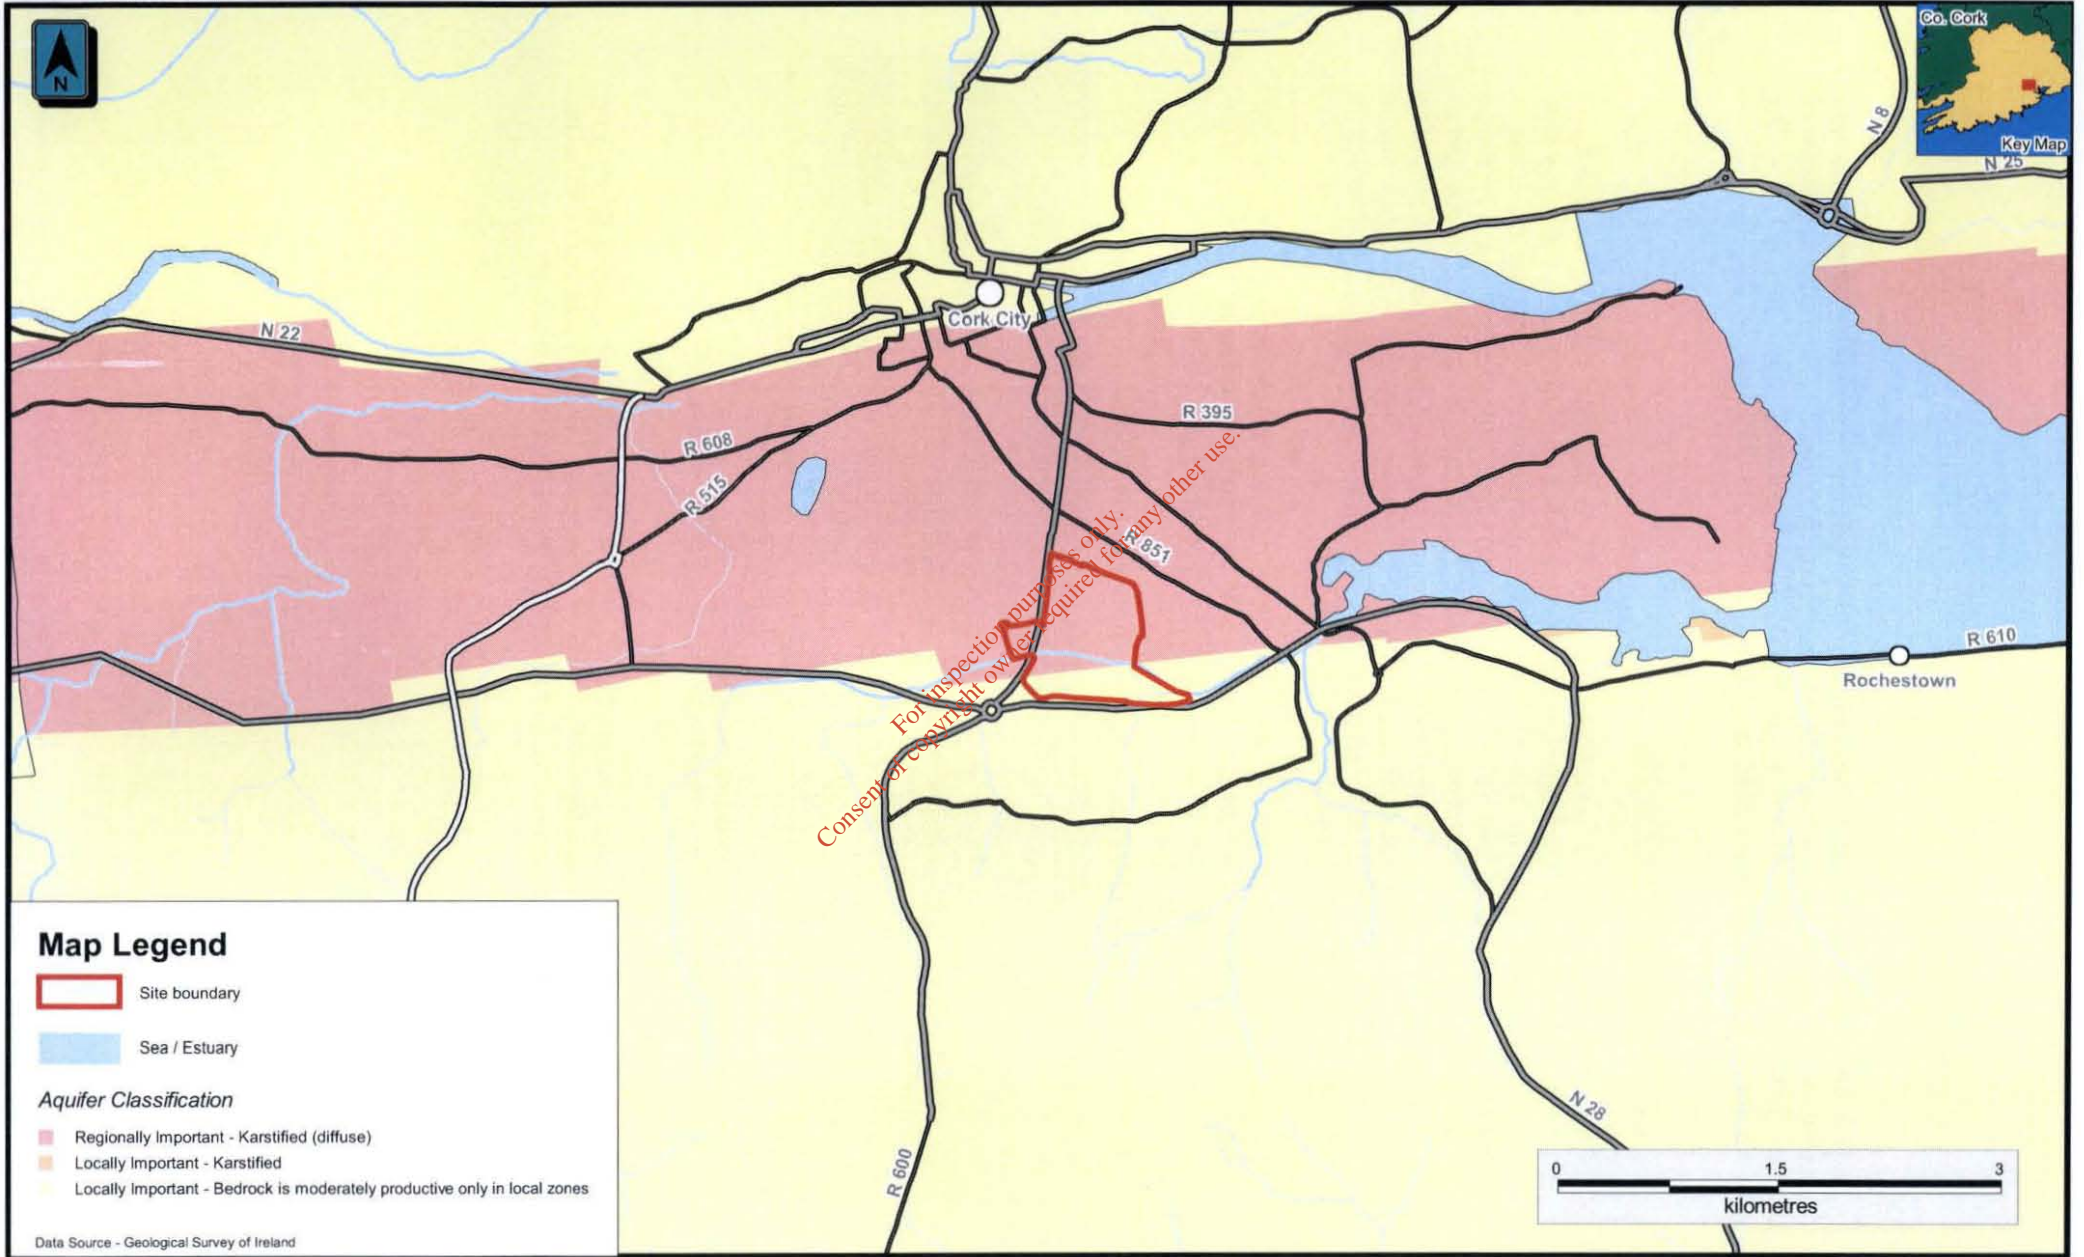 N
Co. Cork
Key Map
N 8
N 25
N 22
Cork City
R 395
R 608
R 515
R 851
R 610
Rochestown
For inspection purposes only.
Consent of copyright owner required for any other use.
N 28
R 600
Map Legend
Site boundary
Sea / Estuary
Aquifer Classification
Regionally Important - Karstified (diffuse)
Locally Important - Karstified
Locally Important - Bedrock is moderately productive only in local zones
Data Source - Geological Survey of Ireland
0 1.5 3
kilometres